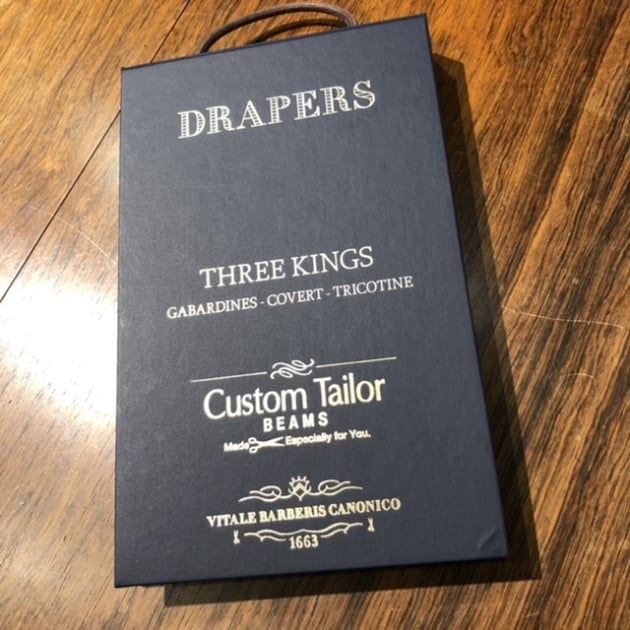 DRAPERS
THREE KINGS
GABARDINES - COVERT - TRICOTINE
Custom Tailor
BEAMS
Made Especially for You.
VITALE BARBERIS CANONICO
1663